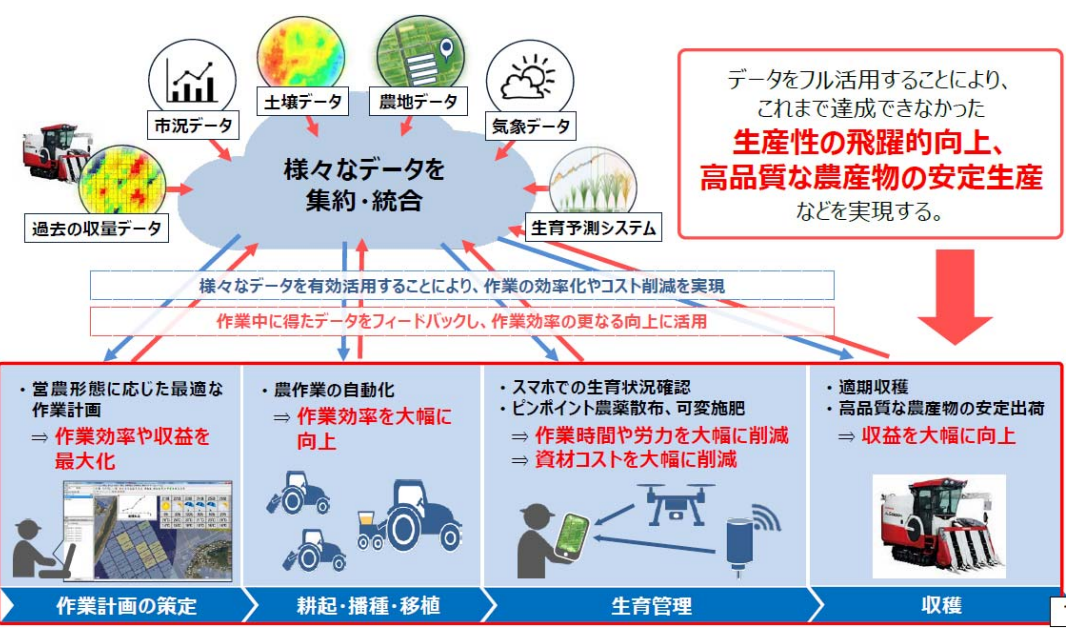 市況データ
土壌データ
農地データ
気象データ
過去の収量データ
生育予測システム
様々なデータを
集約・統合
データをフル活用することにより、
これまで達成できなかった
生産性の飛躍的向上、
高品質な農産物の安定生産
などを実現する。
様々なデータを有効活用することにより、作業の効率化やコスト削減を実現
作業中に得たデータをフィードバックし、作業効率の更なる向上に活用
・営農形態に応じた最適な
作業計画
⇒ 作業効率や収益を
最大化
・農作業の自動化
⇒ 作業効率を大幅に
向上
・スマホでの生育状況確認
・ピンポイント農薬散布、可変施肥
⇒ 作業時間や労力を大幅に削減
⇒ 資材コストを大幅に削減
・適期収穫
・高品質な農産物の安定出荷
⇒ 収益を大幅に向上
作業計画の策定
耕起・播種・移植
生育管理
収穫